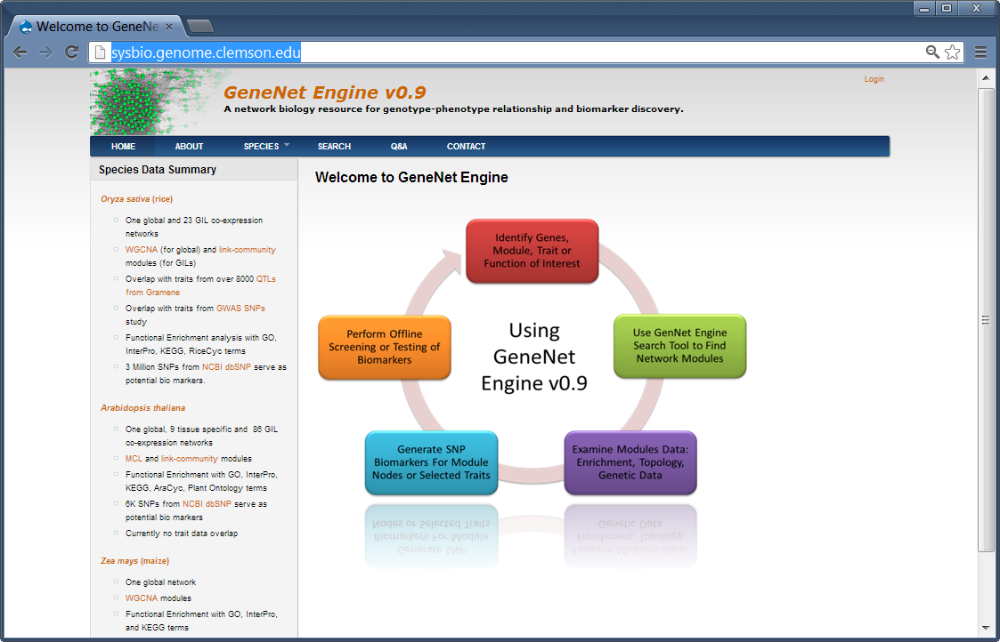 Welcome to GeneNe
sysbio.genome.clemson.edu
Login
GeneNet Engine v0.9
A network biology resource for genotype-phenotype relationship and biomarker discovery.
HOME ABOUT SPECIES SEARCH Q&A CONTACT
Species Data Summary
Oryza sativa (rice)
One global and 23 GIL co-expression
networks
WGCNA (for global) and link-community
modules (for GILs)
Overlap with traits from over 8000 QTLs
from Gramene
Overlap with traits from GWAS SNPs
study
Functional Enrichment analysis with GO,
InterPro, KEGG, RiceCyc terms
3 Million SNPs from NCBI dbSNP serve as
potential bio markers.
Arabidopsis thaliana
One global, 9 tissue specific and 86 GIL
co-expression networks
MCL and link-community modules
Functional Enrichment with GO, InterPro,
KEGG, AraCyc, Plant Ontology terms
6K SNPs from NCBI dbSNP serve as
potential bio markers
Currently no trait data overlap
Zea mays (maize)
One global network
WGCNA modules
Functional Enrichment with GO, InterPro,
and KEGG terms
Welcome to GeneNet Engine
Identify Genes,
Module, Trait or
Function of Interest
Use GenNet Engine
Search Tool to Find
Network Modules
Examine Modules Data:
Enrichment, Topology,
Genetic Data
Generate SNP
Biomarkers For Module
Nodes or Selected Traits
Perform Offline
Screening or Testing of
Biomarkers
Using
GeneNet
Engine v0.9